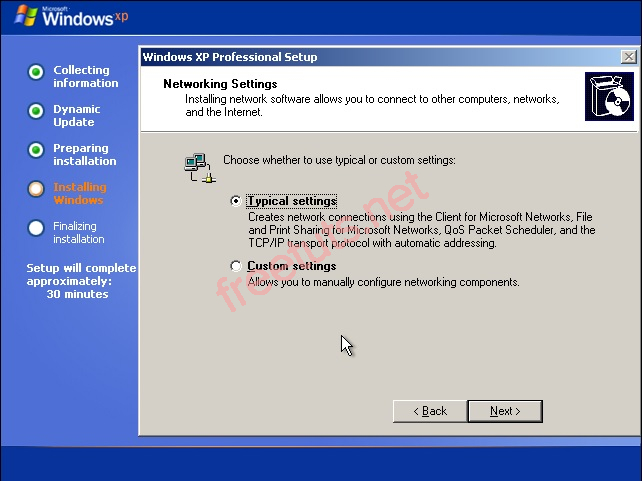 Microsoft
Windows xp
Collecting
information
Dynamic
Update
Preparing
installation
Installing
Windows
Finalizing
installation
Setup will complete
approximately:
30 minutes
Windows XP Professional Setup
Networking Settings
Installing network software allows you to connect to other computers, networks,
and the Internet.
Choose whether to use typical or custom settings:
Typical settings
Creates network connections using the Client for Microsoft Networks, File
and Print Sharing for Microsoft Networks, QoS Packet Scheduler, and the
TCP/IP transport protocol with automatic addressing.
Custom settings
Allows you to manually configure networking components.
freetuts.net
< Back
Next >